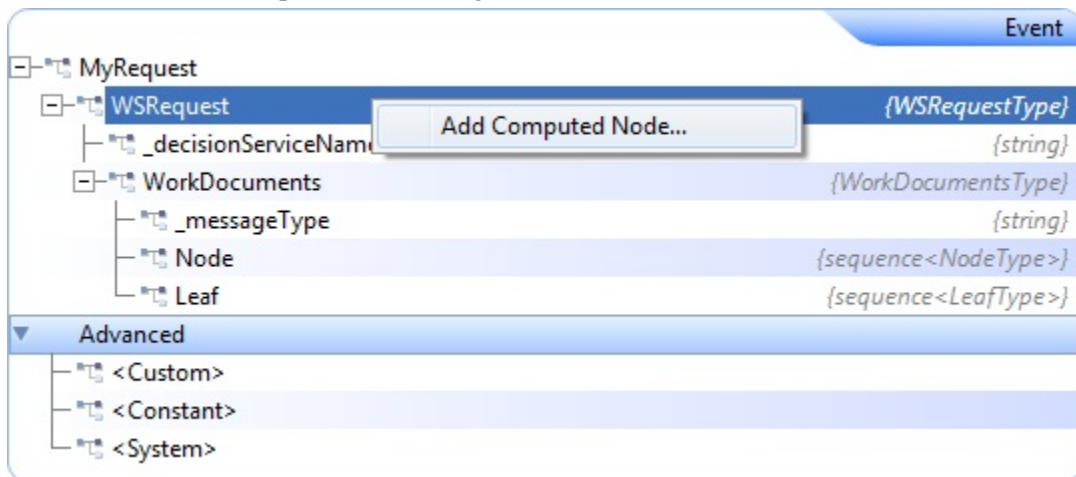 Event
MyRequest
WSRequest {WSRequestType}
Add Computed Node...
_decisionServiceName {string}
WorkDocuments {WorkDocumentsType}
_messageType {string}
Node {sequence<NodeType>}
Leaf {sequence<LeafType>}
Advanced
<Custom>
<Constant>
<System>